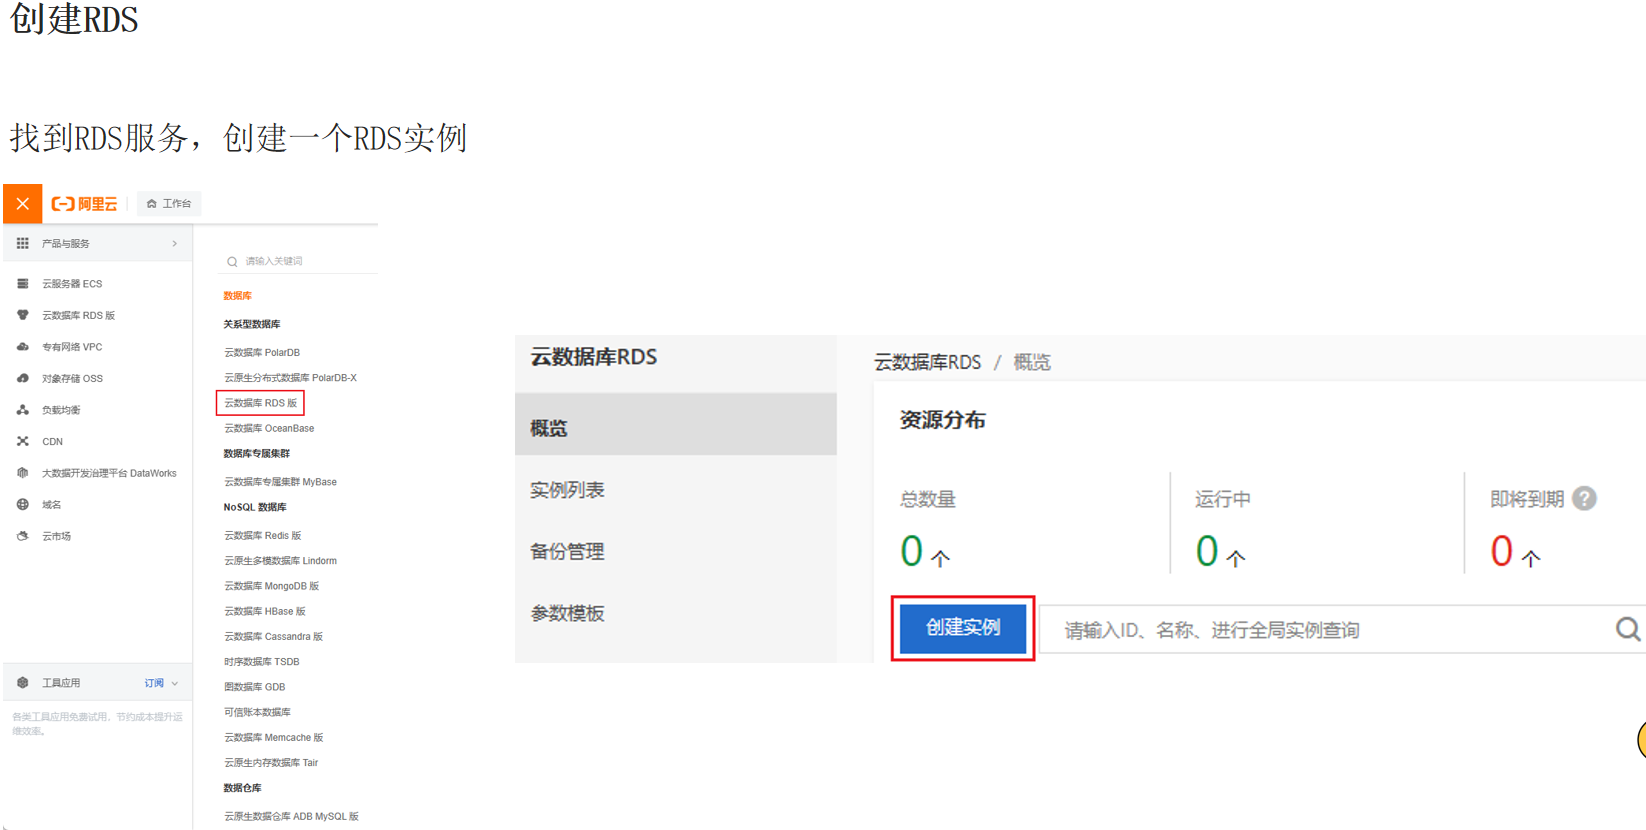 创建RDS
找到RDS服务，创建一个RDS实例
阿里云
工作台
产品与服务
云服务器 ECS
云数据库 RDS 版
专有网络 VPC
对象存储 OSS
负载均衡
CDN
大数据开发治理平台 DataWorks
域名
云市场
工具应用
订阅
各类工具应用免费试用，节约成本提升运
维效率。
请输入关键词
数据库
关系型数据库
云数据库 PolarDB
云原生分布式数据库 PolarDB-X
云数据库 RDS 版
云数据库 OceanBase
数据库专属集群
云数据库专属集群 MyBase
NoSQL 数据库
云数据库 Redis 版
云原生多模数据库 Lindorm
云数据库 MongoDB 版
云数据库 HBase 版
云数据库 Cassandra 版
时序数据库 TSDB
图数据库 GDB
可信账本数据库
云数据库 Memcache 版
云原生内存数据库 Tair
数据仓库
云原生数据仓库 ADB MySQL 版
云数据库RDS
概览
实例列表
备份管理
参数模板
云数据库RDS / 概览
资源分布
总数量
0 个
运行中
0 个
即将到期 ?
0 个
创建实例
请输入ID、名称、进行全局实例查询